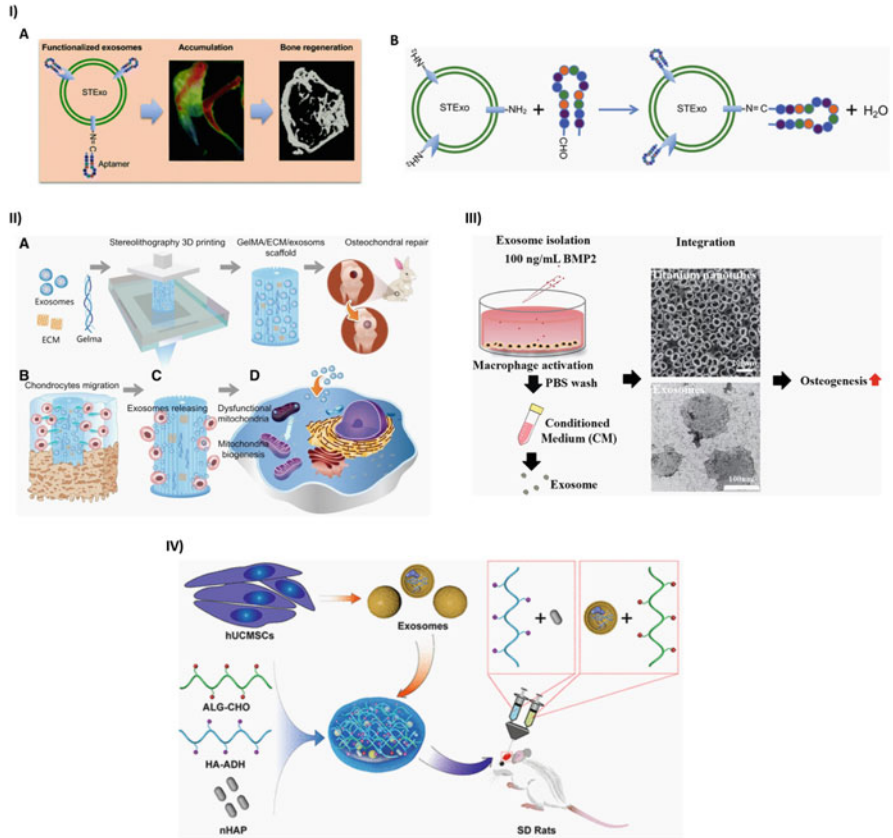 I)
A
Functionalized exosomes
Accumulation
Bone regeneration
STExo
N=C
Aptamer
B
NH₂
STExo
NH₂
NH₂
+
CHO
STExo
N=C
+ H₂O
II)
A
Stereolithography 3D printing
GelMA/ECM/exosoms
scaffold
Osteochondral repair
Exosomes
ECM
Gelma
B
Chondrocytes migration
C
Exosomes releasing
D
Dysfunctional
mitochondria
Mitochondria
biogenesis
III)
Exosome isolation
100 ng/mL BMP2
Macrophage activation
PBS wash
Conditioned
Medium (CM)
Exosome
Integration
Titanium nanotubes
Exosomes
100nm
Osteogenesis
IV)
hUCMSCs
Exosomes
+
+
ALG-CHO
HA-ADH
nHAP
SD Rats